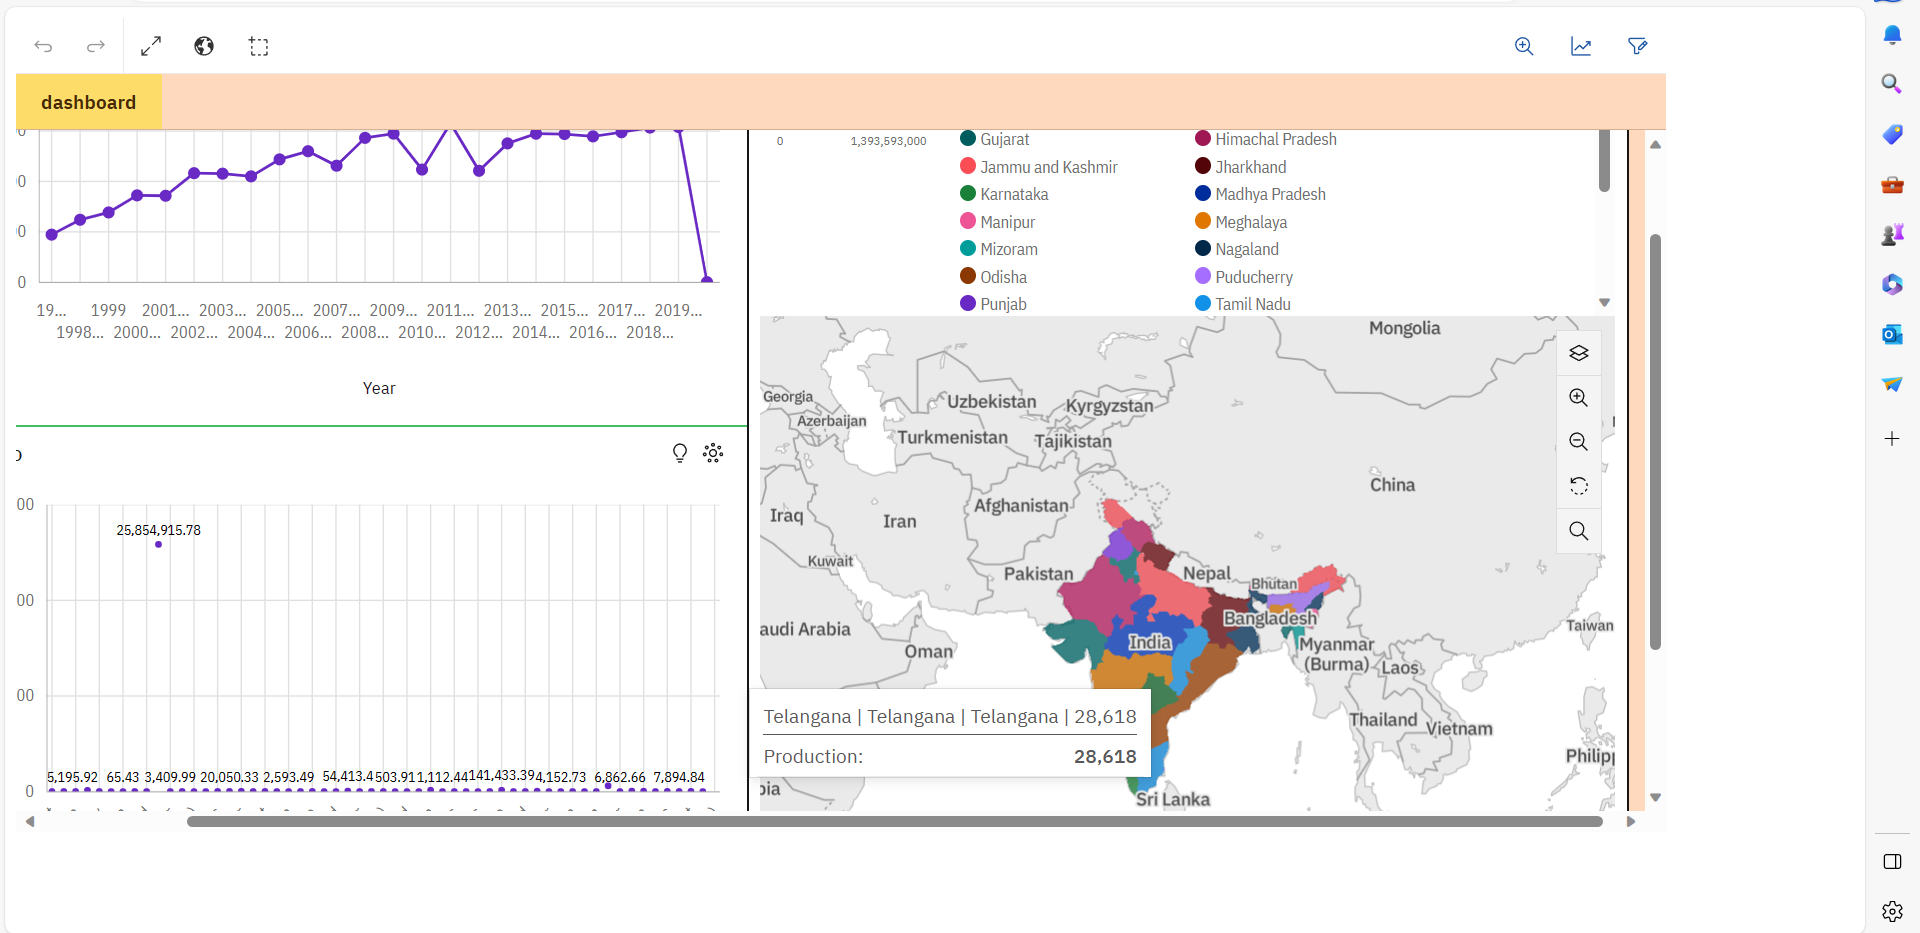 dashboard
0
0
0
0
19... 1999 2001... 2003... 2005... 2007... 2009... 2011... 2013... 2015... 2017... 2019...
1998... 2000... 2002... 2004... 2006... 2008... 2010... 2012... 2014... 2016... 2018...
Year
00
25,854,915.78
00
00
5,195.92 65.43 3,409.99 20,050.33 2,593.49 54,413.4 503.91 1,112.44 141,433.39 4,152.73 6,862.66 7,894.84
0
0 1,393,593,000
Gujarat Himachal Pradesh
Jammu and Kashmir Jharkhand
Karnataka Madhya Pradesh
Manipur Meghalaya
Mizoram Nagaland
Odisha Puducherry
Punjab Tamil Nadu
Mongolia
Georgia
Uzbekistan
Kyrgyzstan
Azerbaijan
Turkmenistan
Tajikistan
China
Afghanistan
Iraq
Iran
Kuwait
Pakistan
Nepal
Bhutan
Bangladesh
Taiwan
audi Arabia
India
Oman
Myanmar
(Burma)
Laos
Telangana | Telangana | Telangana | 28,618
Production: 28,618
Thailand
Vietnam
Philipp
Sri Lanka